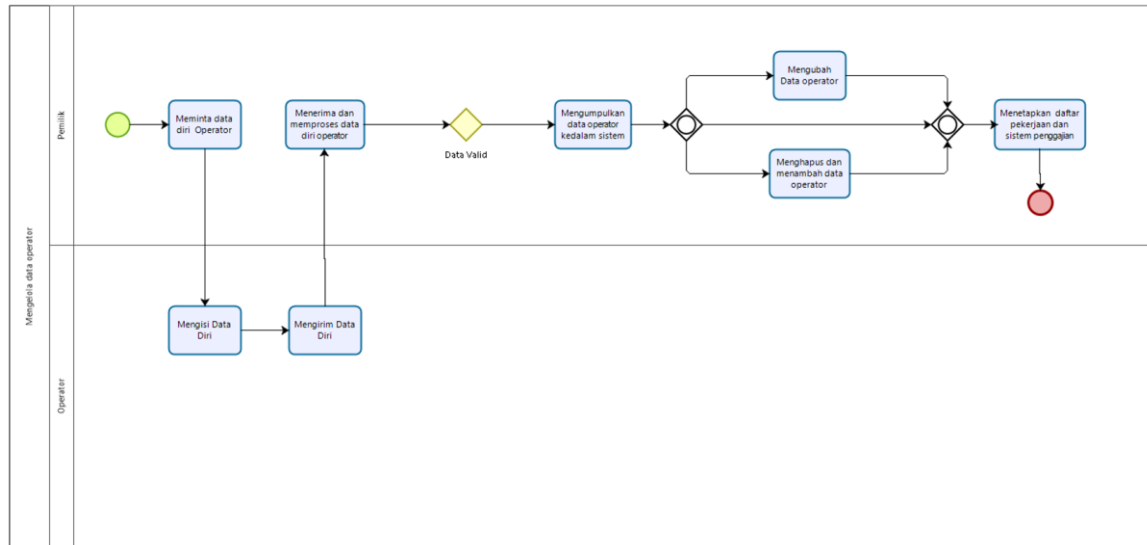 Mengelola data operator
Pemilik
Meminta data
diri Operator
Menerima dan
memproses data
diri operator
Data Valid
Mengumpulkan
data operator
kedalam sistem
Mengubah
Data operator
Menghapus dan
menambah data
operator
Menetapkan daftar
pekerjaan dan
sistem penggajian
Operator
Mengisi Data
Diri
Mengirim Data
Diri